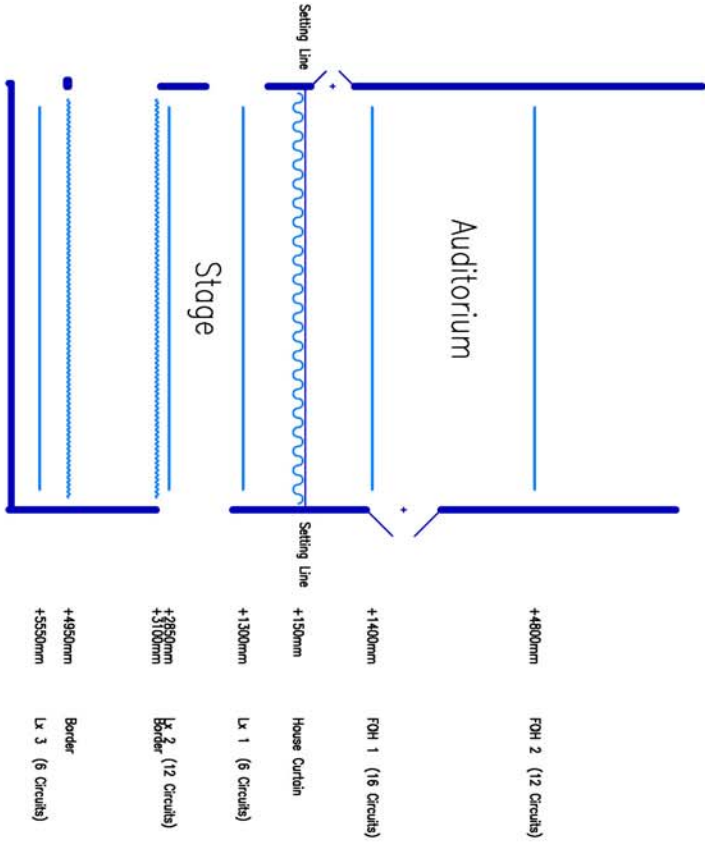 +4800mm FOH 2 (12 Circuits)
Auditorium
+1400mm FOH 1 (16 Circuits)
Setting Line
Setting Line
+150mm House Curtain
+1300mm Lx 1 (6 Circuits)
Stage
+2850mm Lx 2 (12 Circuits)
+3100mm Border
+4950mm Border
+5550mm Lx 3 (6 Circuits)